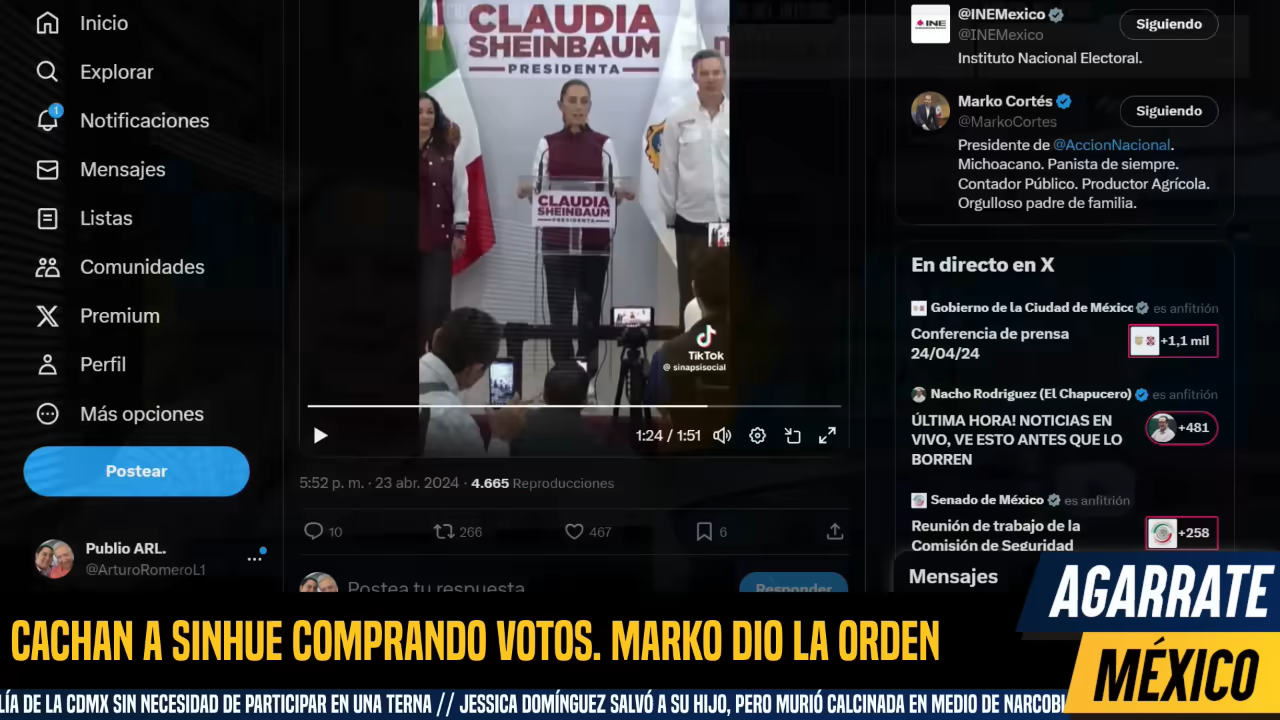 Inicio
Explorar
1
Notificaciones
Mensajes
Listas
Comunidades
Premium
Perfil
Más opciones
Postear
Publio ARL.
@ArturoRomeroL1
CLAUDIA
SHEINBAUM
PRESIDENTA
CLAUDIA
SHEINBAUM
PRESIDENTA
TikTok
@ sinapsisocial
1:24 / 1:51
5:52 p. m. · 23 abr. 2024 · 4.665 Reproducciones
10
266
467
6
Postea tu respuesta
Responder
INE
@INEMexico
@INEMexico
Siguiendo
Instituto Nacional Electoral.
Marko Cortés
@MarkoCortes
Siguiendo
Presidente de @AccionNacional.
Michoacano. Panista de siempre.
Contador Público. Productor Agrícola.
Orgulloso padre de familia.
En directo en X
Gobierno de la Ciudad de México es anfitrión
Conferencia de prensa
24/04/24
+1,1 mil
Nacho Rodriguez (El Chapucero) es anfitrión
ÚLTIMA HORA! NOTICIAS EN
VIVO, VE ESTO ANTES QUE LO
BORREN
+481
Senado de México es anfitrión
Reunión de trabajo de la
Comisión de Seguridad
+258
Mensajes
AGARRATE
MÉXICO
CACHAN A SINHUE COMPRANDO VOTOS. MARKO DIO LA ORDEN
LÍA DE LA CDMX SIN NECESIDAD DE PARTICIPAR EN UNA TERNA // JESSICA DOMÍNGUEZ SALVÓ A SU HIJO, PERO MURIÓ CALCINADA EN MEDIO DE NARCOBL